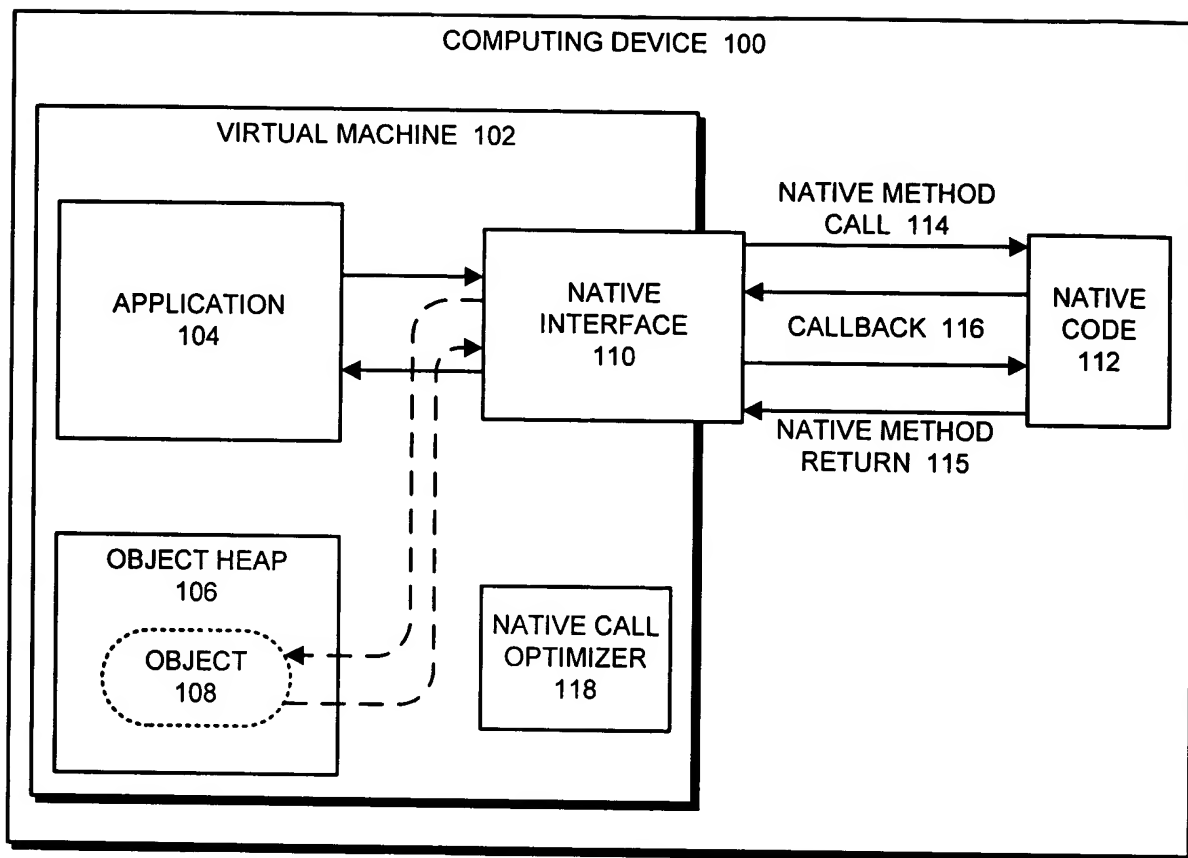 COMPUTING DEVICE 100
VIRTUAL MACHINE 102
APPLICATION
104
NATIVE
INTERFACE
110
NATIVE METHOD
CALL 114
CALLBACK 116
NATIVE METHOD
RETURN 115
NATIVE
CODE
112
OBJECT HEAP
106
OBJECT
108
NATIVE CALL
OPTIMIZER
118